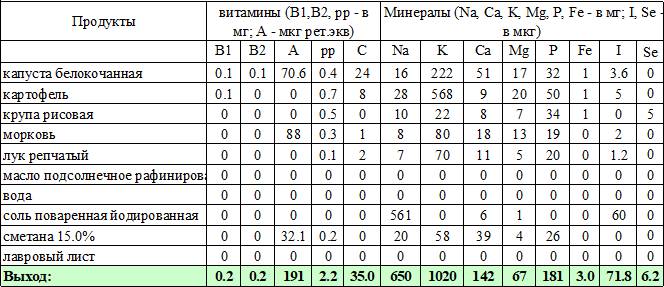 Продукты витамины (B1,B2, pp - в Минералы (Na, Ca, K, Mg, P, Fe - в мг; I, Se -
мг; A - мкг рет.экв) в мкг)
B1 B2 A pp C Na K Ca Mg P Fe I Se
капуста белокочанная 0.1 0.1 70.6 0.4 24 16 222 51 17 32 1 3.6 0
картофель 0.1 0 0 0.7 8 28 568 9 20 50 1 5 0
крупа рисовая 0 0 0 0.5 0 10 22 8 7 34 1 0 5
морковь 0 0 88 0.3 1 8 80 18 13 19 0 2 0
лук репчатый 0 0 0 0.1 2 7 70 11 5 20 0 1.2 0
масло подсолнечное рафинирова 0 0 0 0 0 0 0 0 0 0 0 0 0
вода 0 0 0 0 0 0 0 0 0 0 0 0 0
соль поваренная йодированная 0 0 0 0 0 561 0 6 1 0 0 60 0
сметана 15.0% 0 0 32.1 0.2 0 20 58 39 4 26 0 0 0
лавровый лист 0 0 0 0 0 0 0 0 0 0 0 0 0
Выход: 0.2 0.2 191 2.2 35.0 650 1020 142 67 181 3.0 71.8 6.2